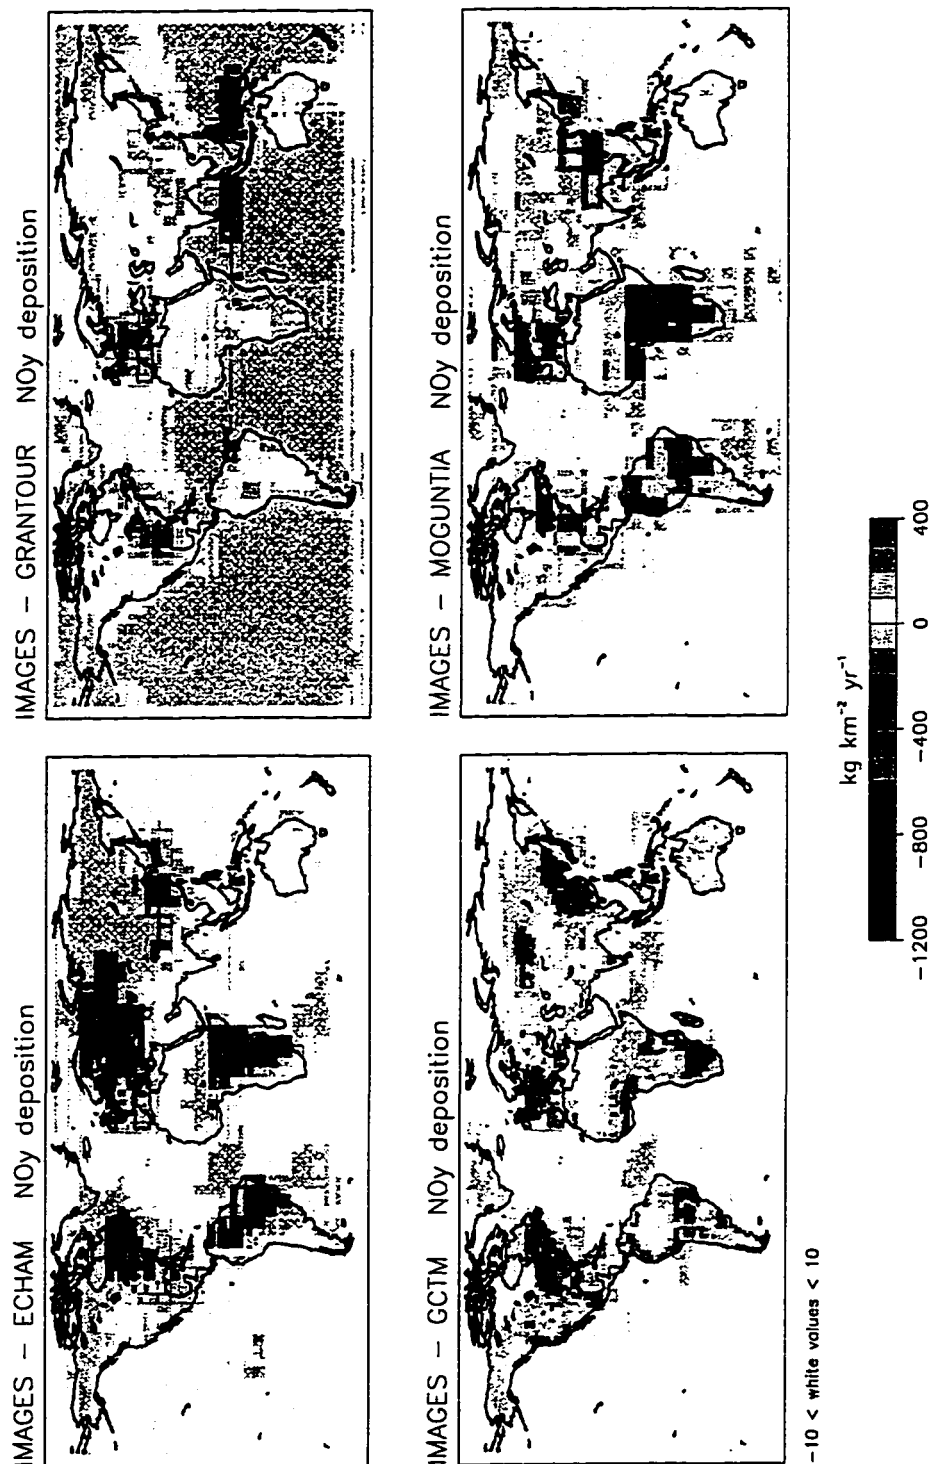 IMAGES – ECHAM NOy deposition
IMAGES – GRANTOUR NOy deposition
IMAGES – GCTM NOy deposition
IMAGES – MOGUNTIA NOy deposition
-10 < white values < 10
kg km⁻² yr⁻¹
-1200 -800 -400 0 400